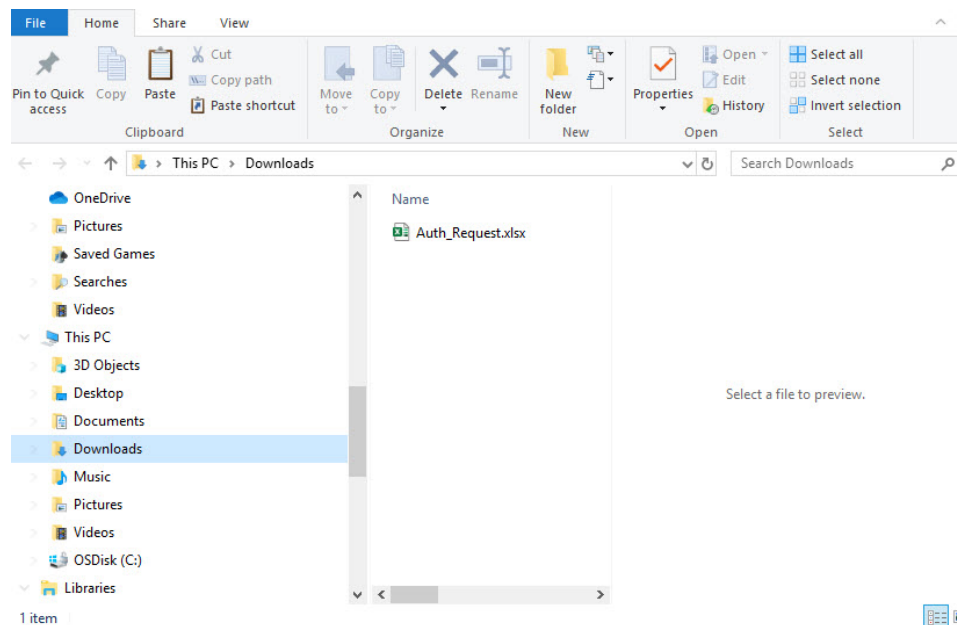 File Home Share View
Pin to Quick access
Copy
Paste
Cut
Copy path
Paste shortcut
Clipboard
Move to
Copy to
Delete
Rename
Organize
New folder
New
Properties
Open
Edit
History
Open
Select all
Select none
Invert selection
Select
This PC > Downloads
Search Downloads
OneDrive
Pictures
Saved Games
Searches
Videos
This PC
3D Objects
Desktop
Documents
Downloads
Music
Pictures
Videos
OSDisk (C:)
Libraries
Name
Auth_Request.xlsx
Select a file to preview.
1 item